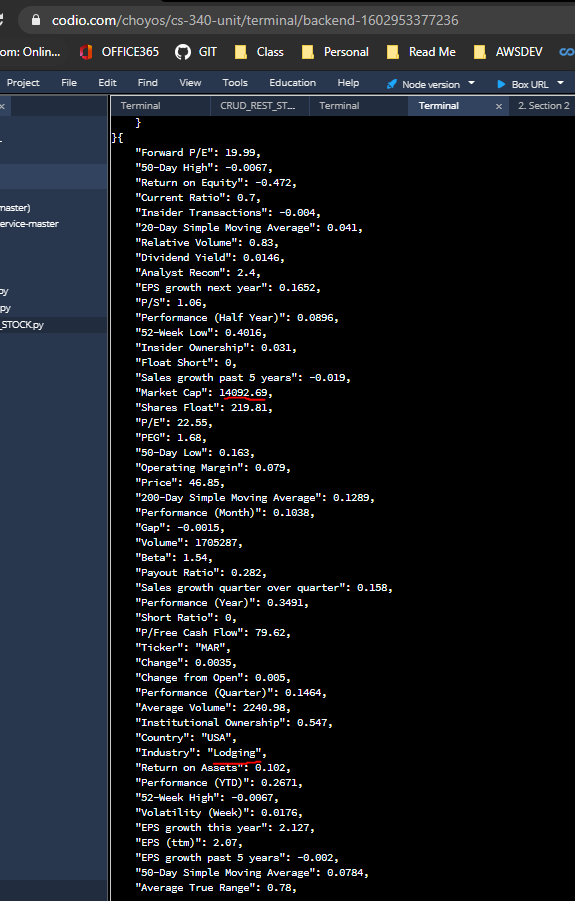 codio.com/choyos/cs-340-unit/terminal/backend-1602953377236
om: Onlin... OFFICE365 GIT Class Personal Read Me AWSDEV
Project File Edit Find View Tools Education Help Node version Box URL
x Terminal CRUD_REST_ST... Terminal Terminal x 2. Section 2
}
}{
"Forward P/E": 19.99,
"50-Day High": -0.0067,
"Return on Equity": -0.472,
"Current Ratio": 0.7,
"Insider Transactions": -0.004,
master)
"20-Day Simple Moving Average": 0.041,
ervice-master
"Relative Volume": 0.83,
"Dividend Yield": 0.0146,
"Analyst Recom": 2.4,
"EPS growth next year": 0.1652,
py
"P/S": 1.06,
py
"Performance (Half Year)": 0.0896,
_STOCK.py
"52-Week Low": 0.4016,
"Insider Ownership": 0.031,
"Float Short": 0,
"Sales growth past 5 years": -0.019,
"Market Cap": 14092.69,
"Shares Float": 219.81,
"P/E": 22.55,
"PEG": 1.68,
"50-Day Low": 0.163,
"Operating Margin": 0.079,
"Price": 46.85,
"200-Day Simple Moving Average": 0.1289,
"Performance (Month)": 0.1038,
"Gap": -0.0015,
"Volume": 1705287,
"Beta": 1.54,
"Payout Ratio": 0.282,
"Sales growth quarter over quarter": 0.158,
"Performance (Year)": 0.3491,
"Short Ratio": 0,
"P/Free Cash Flow": 79.62,
"Ticker": "MAR",
"Change": 0.0035,
"Change from Open": 0.005,
"Performance (Quarter)": 0.1464,
"Average Volume": 2240.98,
"Institutional Ownership": 0.547,
"Country": "USA",
"Industry": "Lodging",
"Return on Assets": 0.102,
"Performance (YTD)": 0.2671,
"52-Week High": -0.0067,
"Volatility (Week)": 0.0176,
"EPS growth this year": 2.127,
"EPS (ttm)": 2.07,
"EPS growth past 5 years": -0.002,
"50-Day Simple Moving Average": 0.0784,
"Average True Range": 0.78,